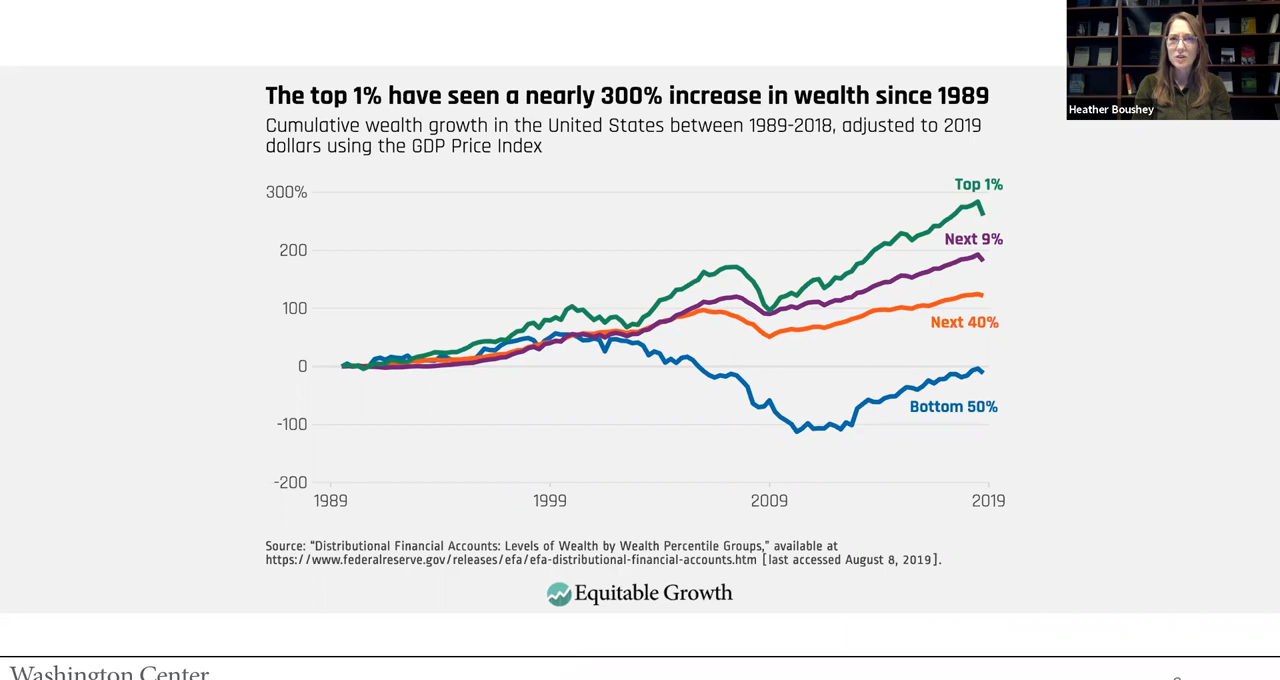 Heather Boushey
The top 1% have seen a nearly 300% increase in wealth since 1989
Cumulative wealth growth in the United States between 1989-2018, adjusted to 2019
dollars using the GDP Price Index
300%
Top 1%
200
Next 9%
100
Next 40%
0
Bottom 50%
-100
-200
1989 1999 2009 2019
Source: “Distributional Financial Accounts: Levels of Wealth by Wealth Percentile Groups,” available at
https://www.federalreserve.gov/releases/efa/efa-distributional-financial-accounts.htm [last accessed August 8, 2019].
Equitable Growth
Washington Center